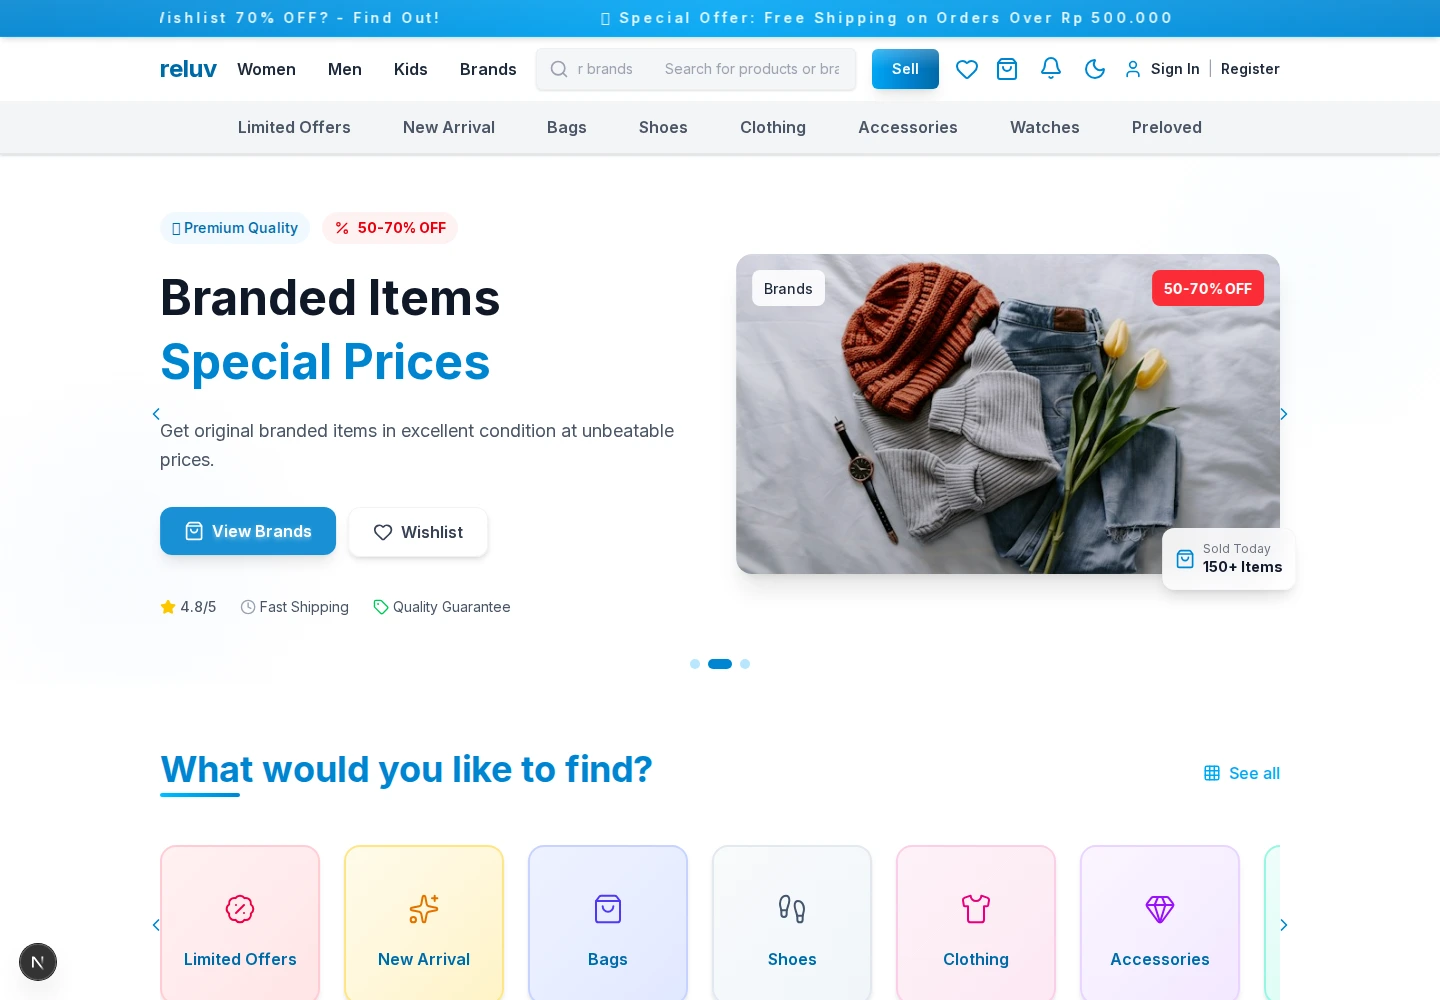 Wishlist 70% OFF? - Find Out!
Special Offer: Free Shipping on Orders Over Rp 500.000
reluv
Women
Men
Kids
Brands
r brands
Search for products or bra
Sell
Sign In | Register
Limited Offers
New Arrival
Bags
Shoes
Clothing
Accessories
Watches
Preloved
Premium Quality
50-70% OFF
Branded Items
Special Prices
Get original branded items in excellent condition at unbeatable
prices.
View Brands
Wishlist
4.8/5
Fast Shipping
Quality Guarantee
Brands
50-70% OFF
Sold Today
150+ Items
What would you like to find?
See all
Limited Offers
New Arrival
Bags
Shoes
Clothing
Accessories
N